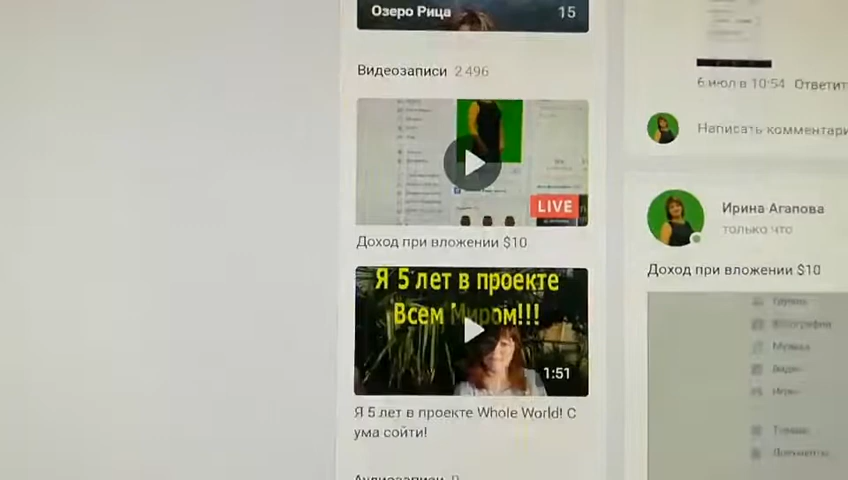 Озеро Рица
15
Видеозаписи 2 496
LIVE
Доход при вложении $10
Я 5 лет в проекте
Всем Миром!!!
1:51
Я 5 лет в проекте Whole World! С
ума сойти!
6 июл в 10:54 Ответит
Написать комментари
Ирина Агапова
только что
Доход при вложении $10
Группы
Фотографии
Музыка
Видео
Игры
Товары
Документы